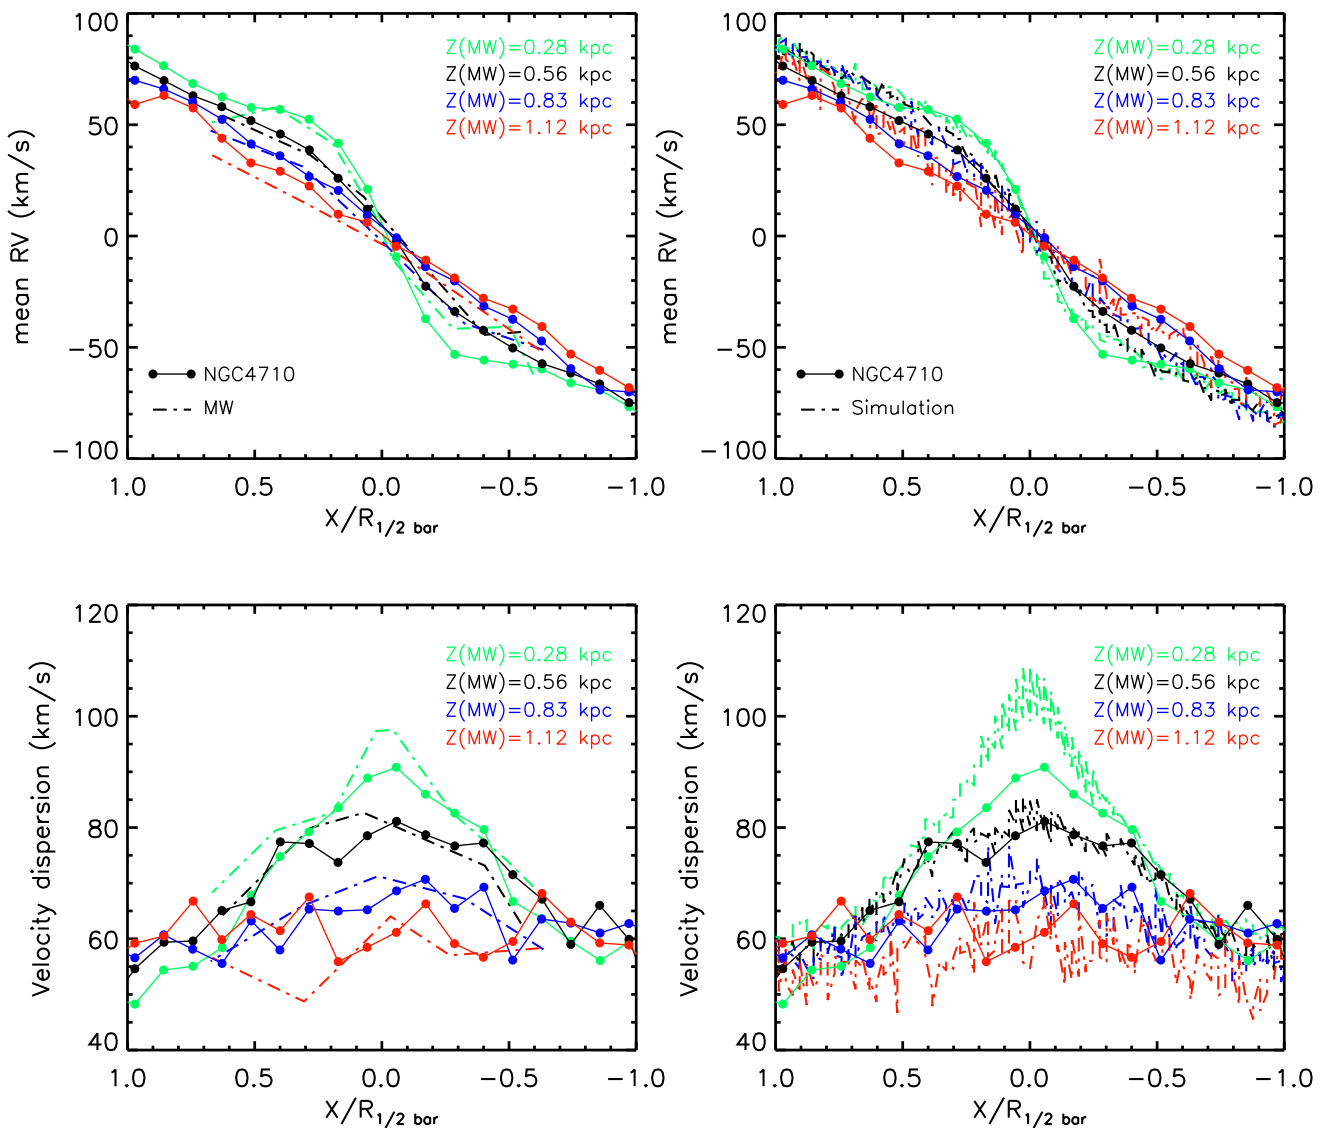 100
50
0
−50
−100
mean RV (km/s)
Z(MW)=0.28 kpc
Z(MW)=0.56 kpc
Z(MW)=0.83 kpc
Z(MW)=1.12 kpc
NGC4710
MW
1.0 0.5 0.0 −0.5 −1.0
X/R1/2 bar
100
50
0
−50
−100
mean RV (km/s)
Z(MW)=0.28 kpc
Z(MW)=0.56 kpc
Z(MW)=0.83 kpc
Z(MW)=1.12 kpc
NGC4710
Simulation
1.0 0.5 0.0 −0.5 −1.0
X/R1/2 bar
120
100
80
60
40
Velocity dispersion (km/s)
Z(MW)=0.28 kpc
Z(MW)=0.56 kpc
Z(MW)=0.83 kpc
Z(MW)=1.12 kpc
1.0 0.5 0.0 −0.5 −1.0
X/R1/2 bar
120
100
80
60
40
Velocity dispersion (km/s)
Z(MW)=0.28 kpc
Z(MW)=0.56 kpc
Z(MW)=0.83 kpc
Z(MW)=1.12 kpc
1.0 0.5 0.0 −0.5 −1.0
X/R1/2 bar